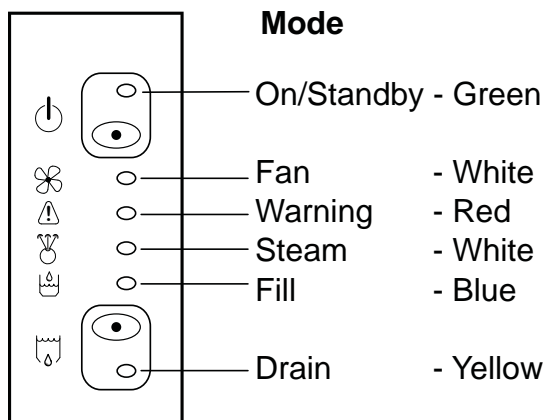 Mode
On/Standby - Green
Fan - White
Warning - Red
Steam - White
Fill - Blue
Drain - Yellow